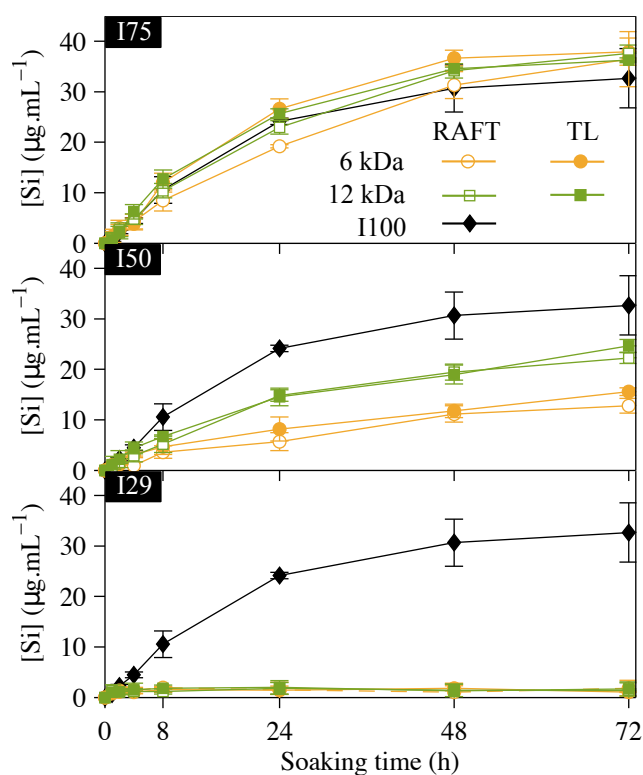 I75
[Si] (µg.mL⁻¹)
40
30
20
10
0
RAFT TL
6 kDa
12 kDa
I100
I50
[Si] (µg.mL⁻¹)
40
30
20
10
0
I29
[Si] (µg.mL⁻¹)
40
30
20
10
0
0 8 24 48 72
Soaking time (h)